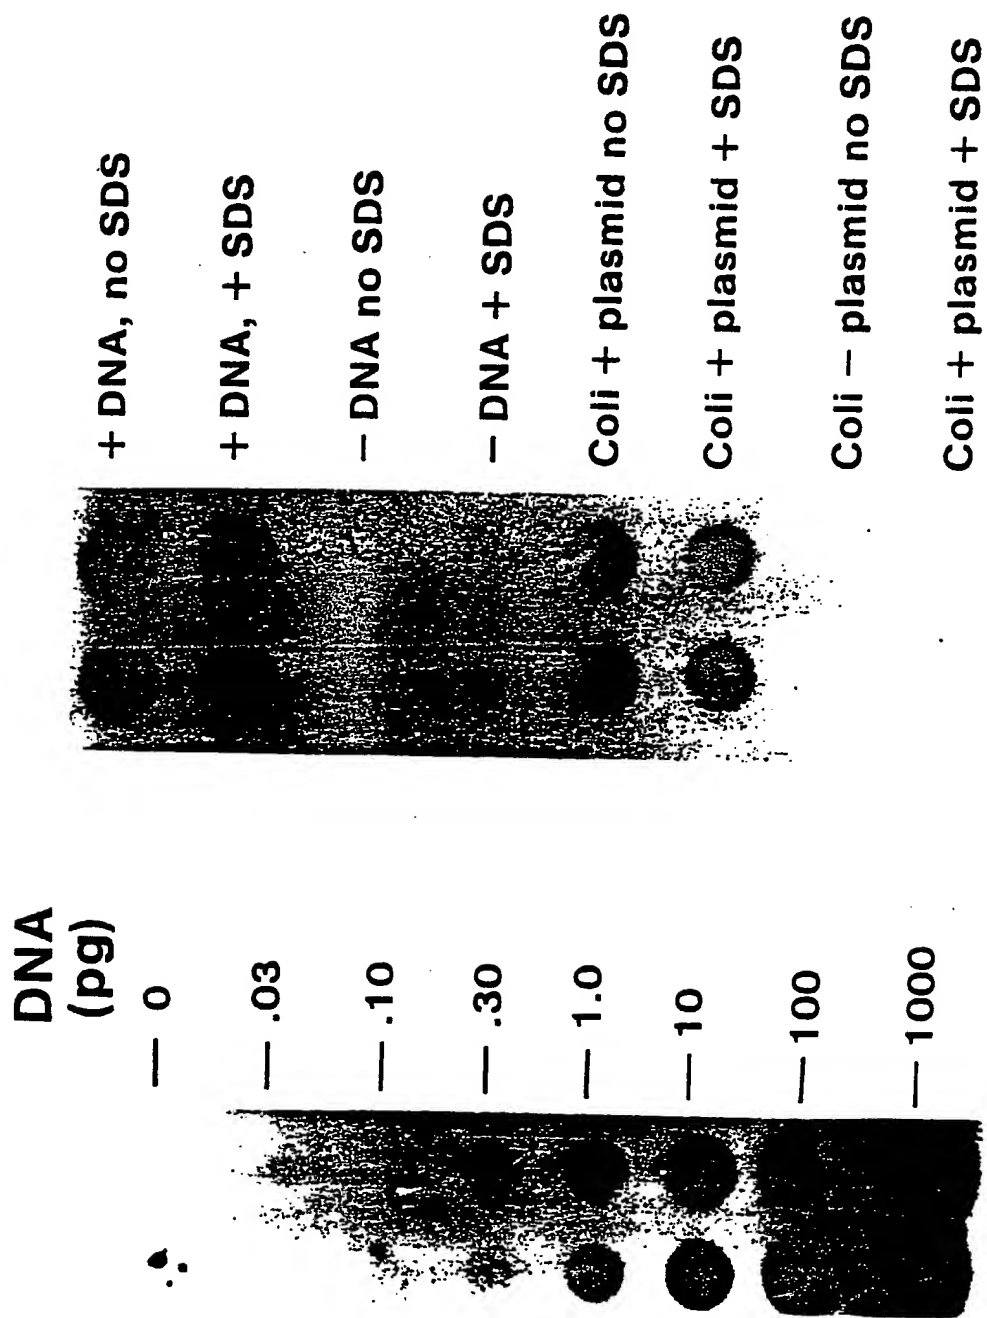 + DNA, no SDS
+ DNA, + SDS
− DNA no SDS
− DNA + SDS
Coli + plasmid no SDS
Coli + plasmid + SDS
Coli − plasmid no SDS
Coli + plasmid + SDS
DNA
(pg)
— 0
— .03
— .10
— .30
— 1.0
— 10
— 100
— 1000